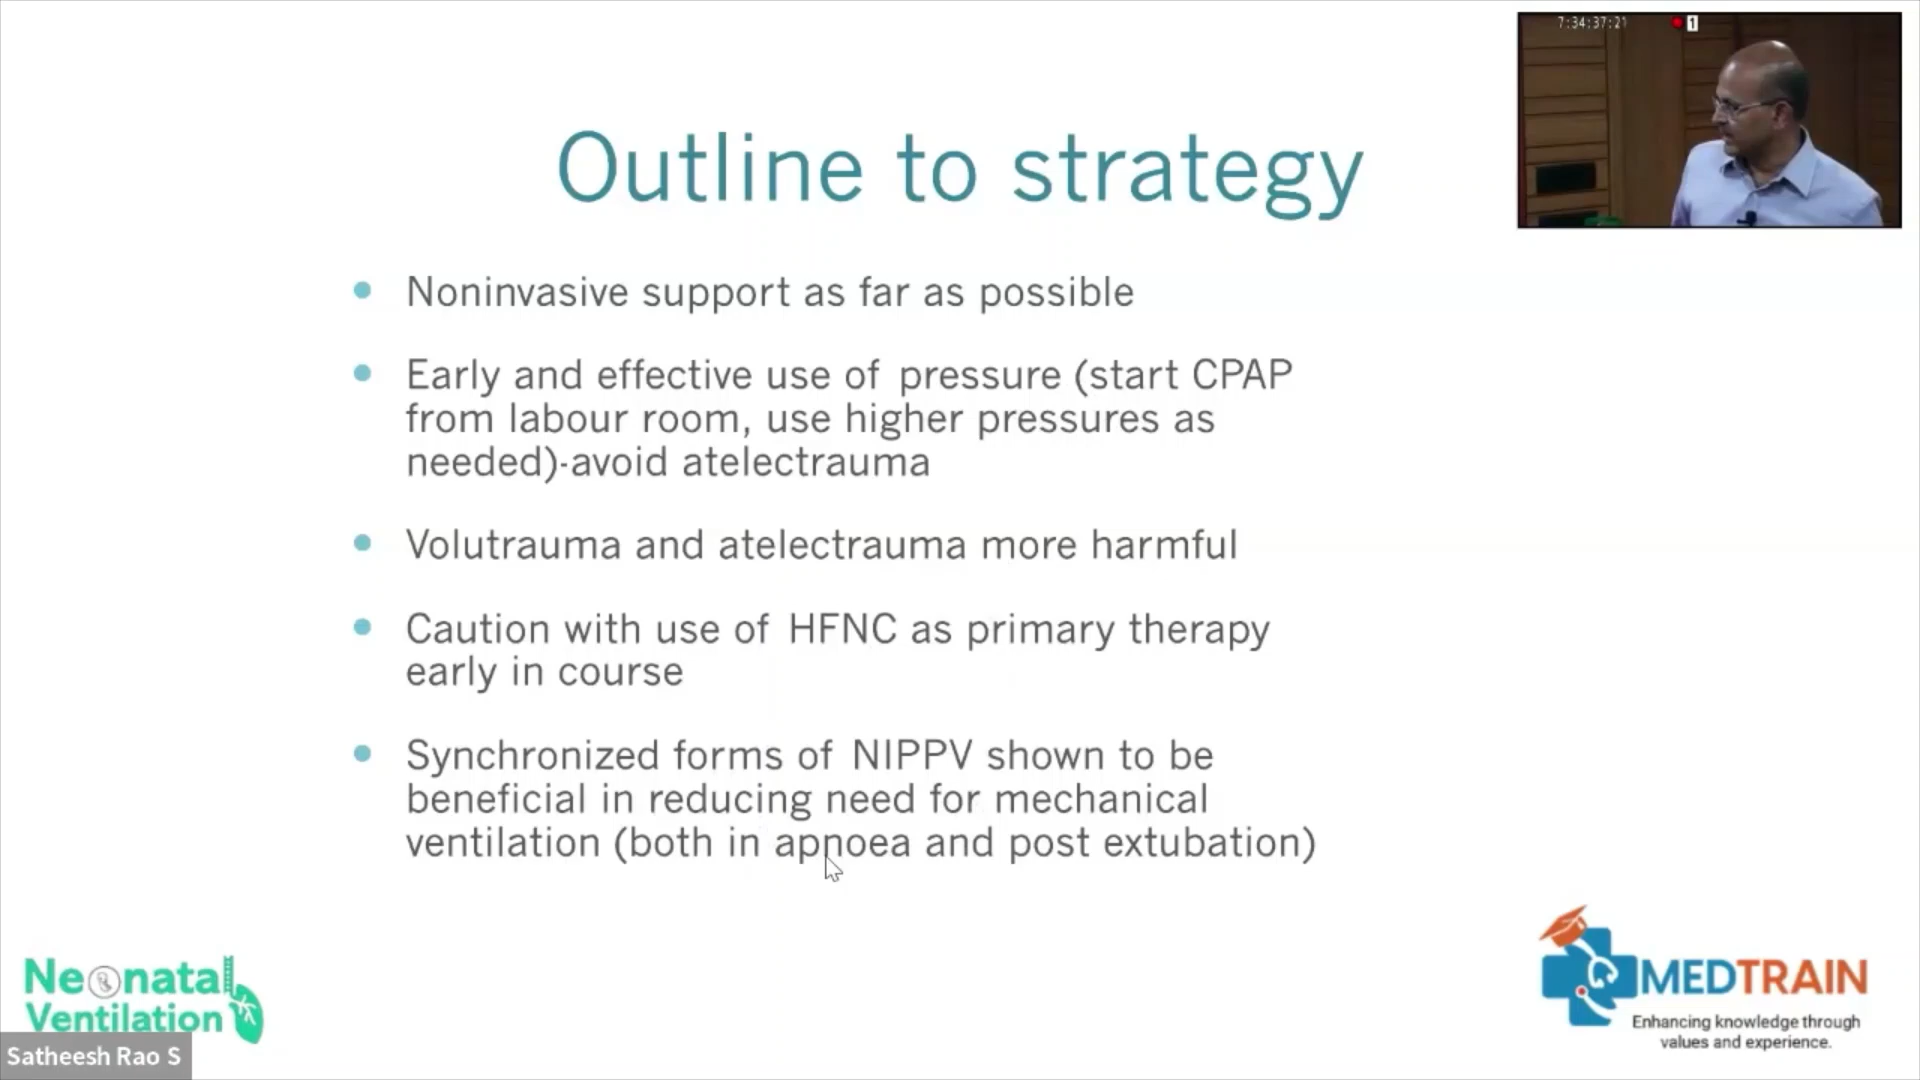 7:34:37:21 1
Outline to strategy
Noninvasive support as far as possible
Early and effective use of pressure (start CPAP
from labour room, use higher pressures as
needed)-avoid atelectrauma
Volutrauma and atelectrauma more harmful
Caution with use of HFNC as primary therapy
early in course
Synchronized forms of NIPPV shown to be
beneficial in reducing need for mechanical
ventilation (both in apnoea and post extubation)
Neonatal
Ventilation
Satheesh Rao S
MEDTRAIN
Enhancing knowledge through
values and experience.